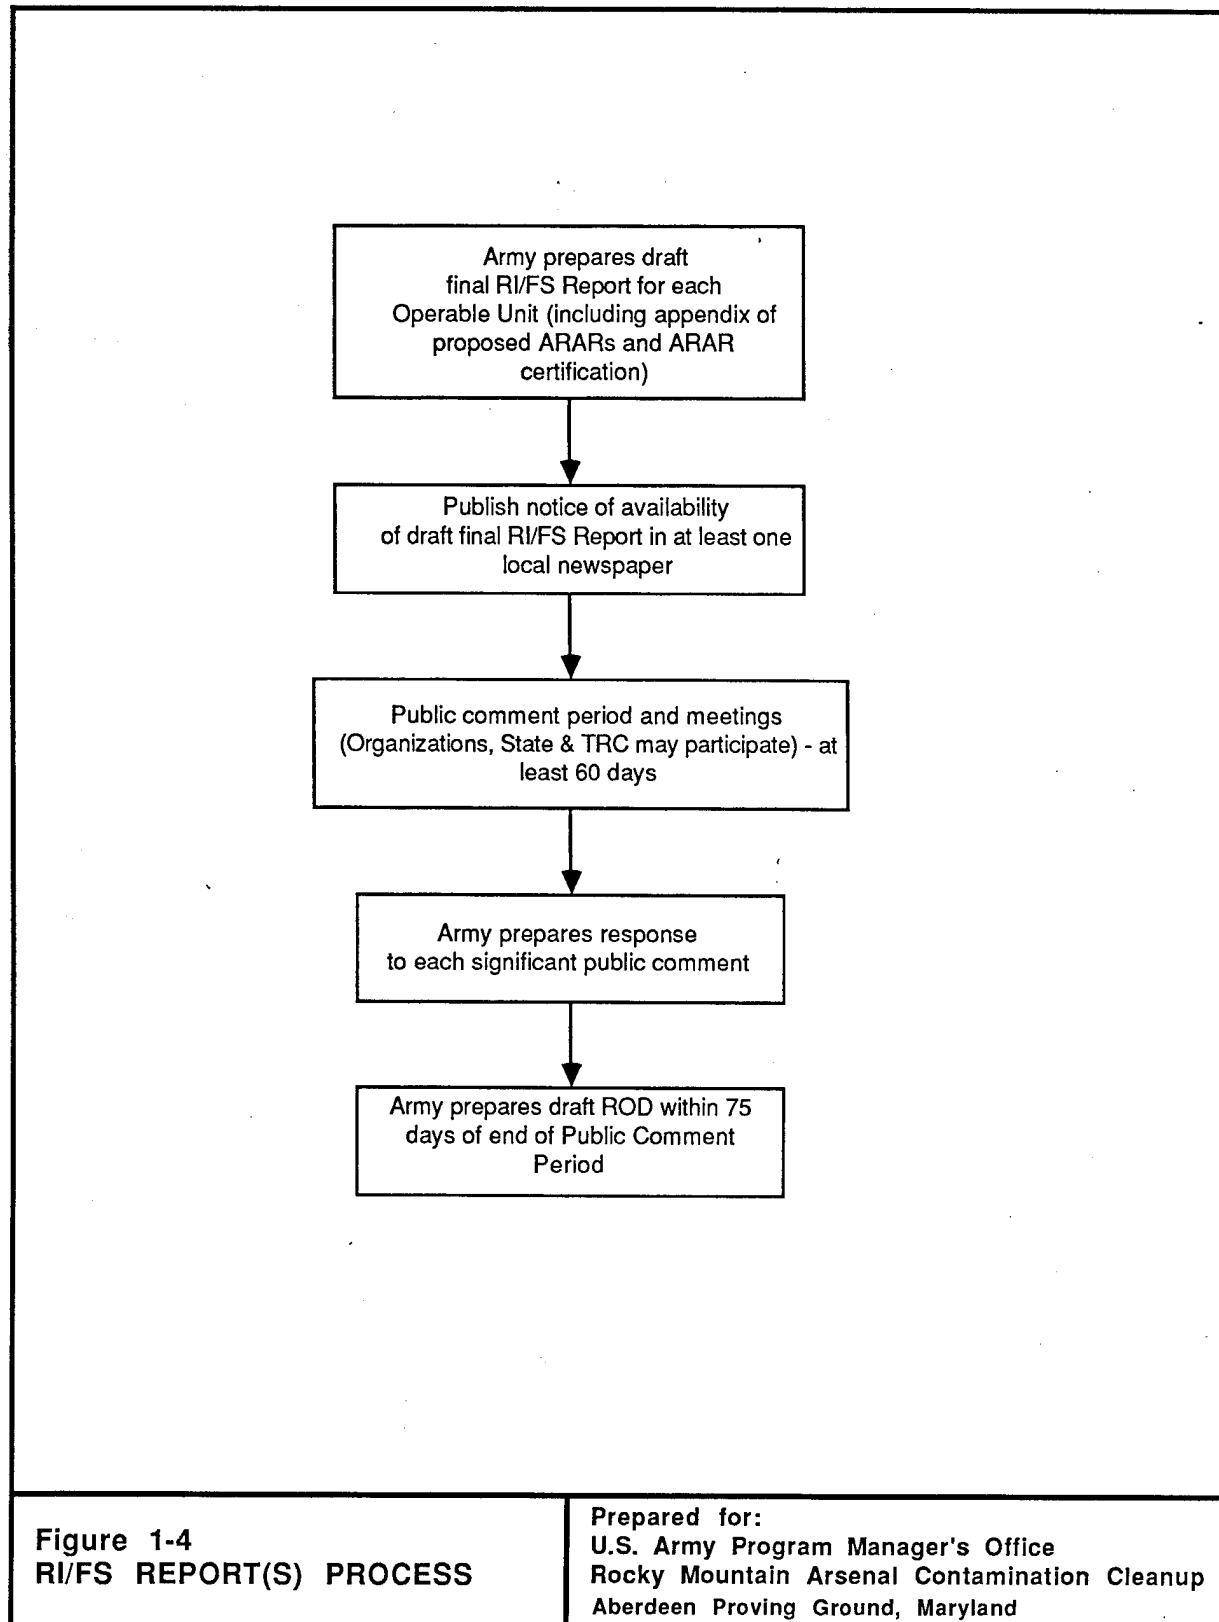 Army prepares draft
final RI/FS Report for each
Operable Unit (including appendix of
proposed ARARs and ARAR
certification)
Publish notice of availability
of draft final RI/FS Report in at least one
local newspaper
Public comment period and meetings
(Organizations, State & TRC may participate) - at
least 60 days
Army prepares response
to each significant public comment
Army prepares draft ROD within 75
days of end of Public Comment
Period
Figure 1-4
RI/FS REPORT(S) PROCESS
Prepared for:
U.S. Army Program Manager's Office
Rocky Mountain Arsenal Contamination Cleanup
Aberdeen Proving Ground, Maryland